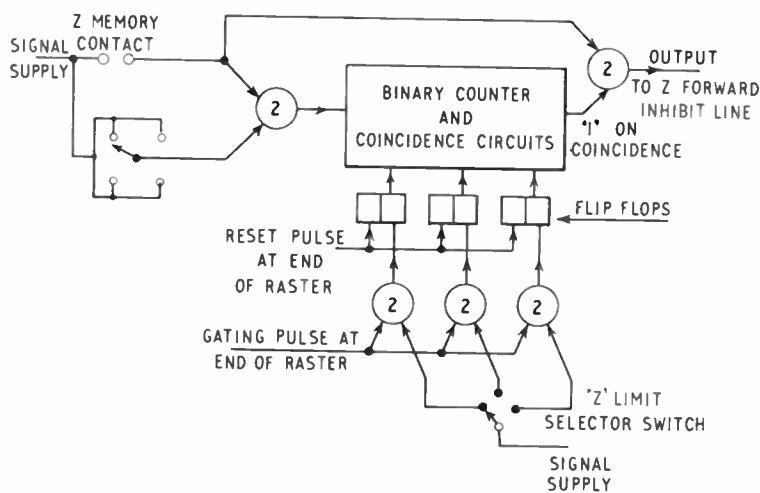 Z MEMORY
CONTACT
SIGNAL
SUPPLY
2
2
OUTPUT
TO Z FORWARD
INHIBIT LINE
BINARY COUNTER
AND
COINCIDENCE CIRCUITS
"I" ON
COINCIDENCE
FLIP FLOPS
RESET PULSE
AT END
OF RASTER
2
2
2
GATING PULSE AT
END OF RASTER
'Z' LIMIT
SELECTOR SWITCH
SIGNAL
SUPPLY